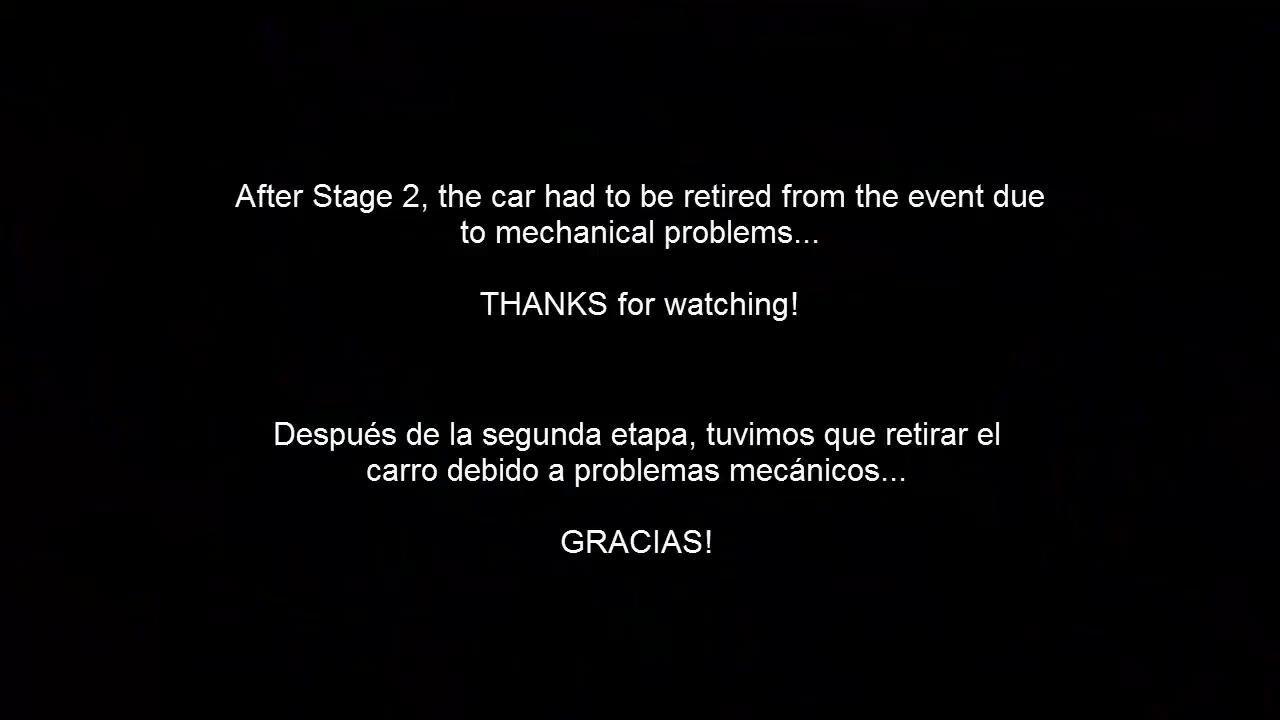 After Stage 2, the car had to be retired from the event due
to mechanical problems...
THANKS for watching!
Después de la segunda etapa, tuvimos que retirar el
carro debido a problemas mecánicos...
GRACIAS!